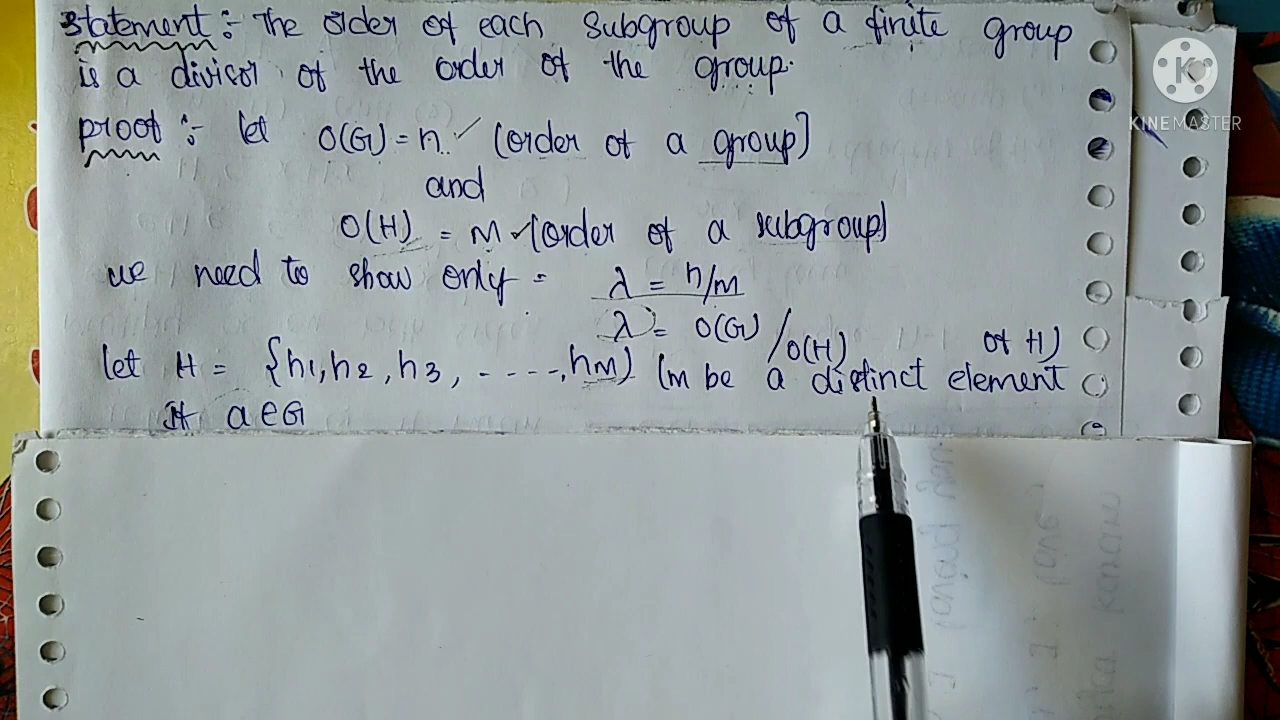 Statement :- The order of each subgroup of a finite group
is a divisor of the order of the group.
proof :- let O(G) = n (order of a group)
and
O(H) = m (order of a subgroup)
we need to show only = λ = n/m
λ = O(G) / O(H)
let H = {h1, h2, h3, - - - -, hm) (m be a distinct element of H)
If a ∈ G
KINEMASTER